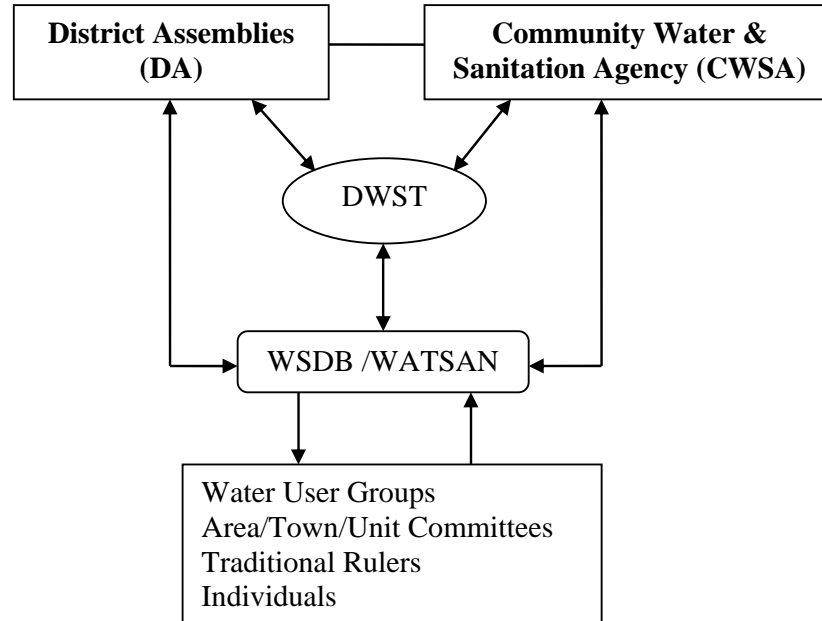 District Assemblies
(DA)
Community Water &
Sanitation Agency (CWSA)
DWST
WSDB /WATSAN
Water User Groups
Area/Town/Unit Committees
Traditional Rulers
Individuals